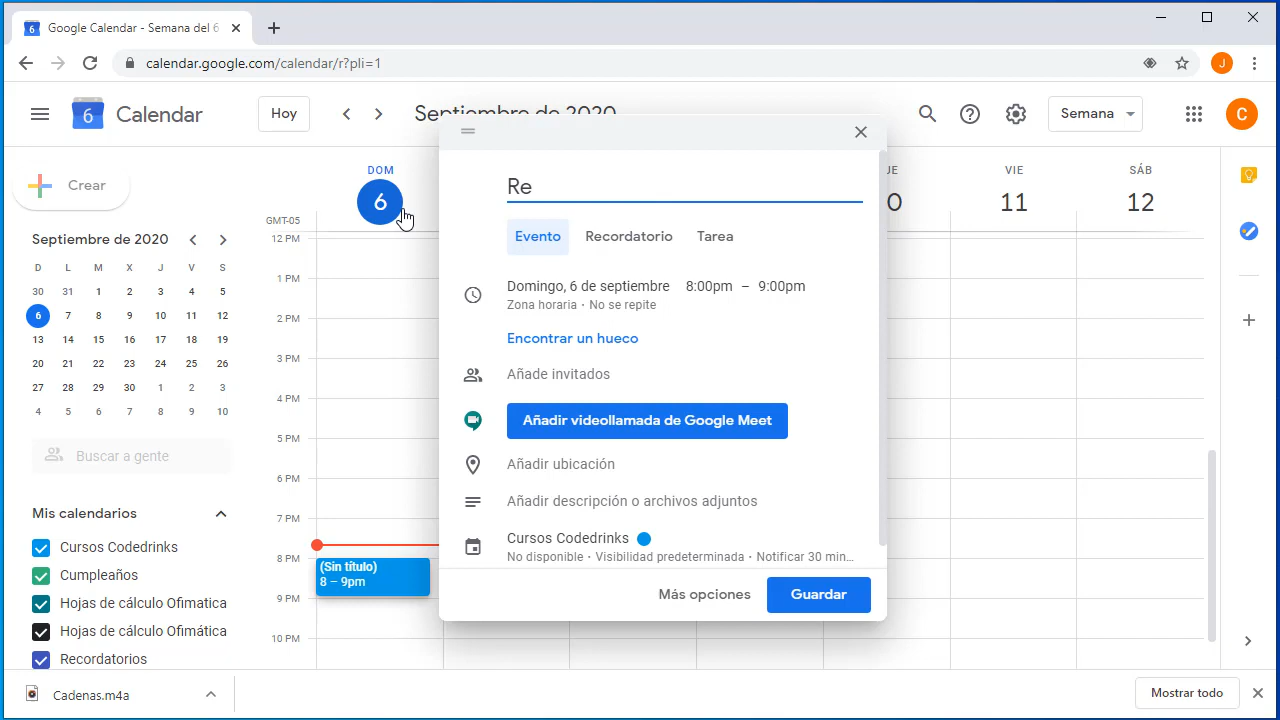 Google Calendar - Semana del 6
calendar.google.com/calendar/r?pli=1
J
6
Calendar
Hoy
Septiembre de 2020
Semana
C
Crear
Septiembre de 2020
D L M X J V S
30 31 1 2 3 4 5
6 7 8 9 10 11 12
13 14 15 16 17 18 19
20 21 22 23 24 25 26
27 28 29 30 1 2 3
4 5 6 7 8 9 10
Buscar a gente
Mis calendarios
Cursos Codedrinks
Cumpleaños
Hojas de cálculo Ofimatica
Hojas de cálculo Ofimática
Recordatorios
DOM
6
VIE
11
SÁB
12
GMT-05
12 PM
1 PM
2 PM
3 PM
4 PM
5 PM
6 PM
7 PM
8 PM
9 PM
10 PM
(Sin título)
8 – 9pm
Re
Evento Recordatorio Tarea
Domingo, 6 de septiembre 8:00pm – 9:00pm
Zona horaria · No se repite
Encontrar un hueco
Añade invitados
Añadir videollamada de Google Meet
Añadir ubicación
Añadir descripción o archivos adjuntos
Cursos Codedrinks
No disponible · Visibilidad predeterminada · Notificar 30 min...
Más opciones
Guardar
Cadenas.m4a
Mostrar todo